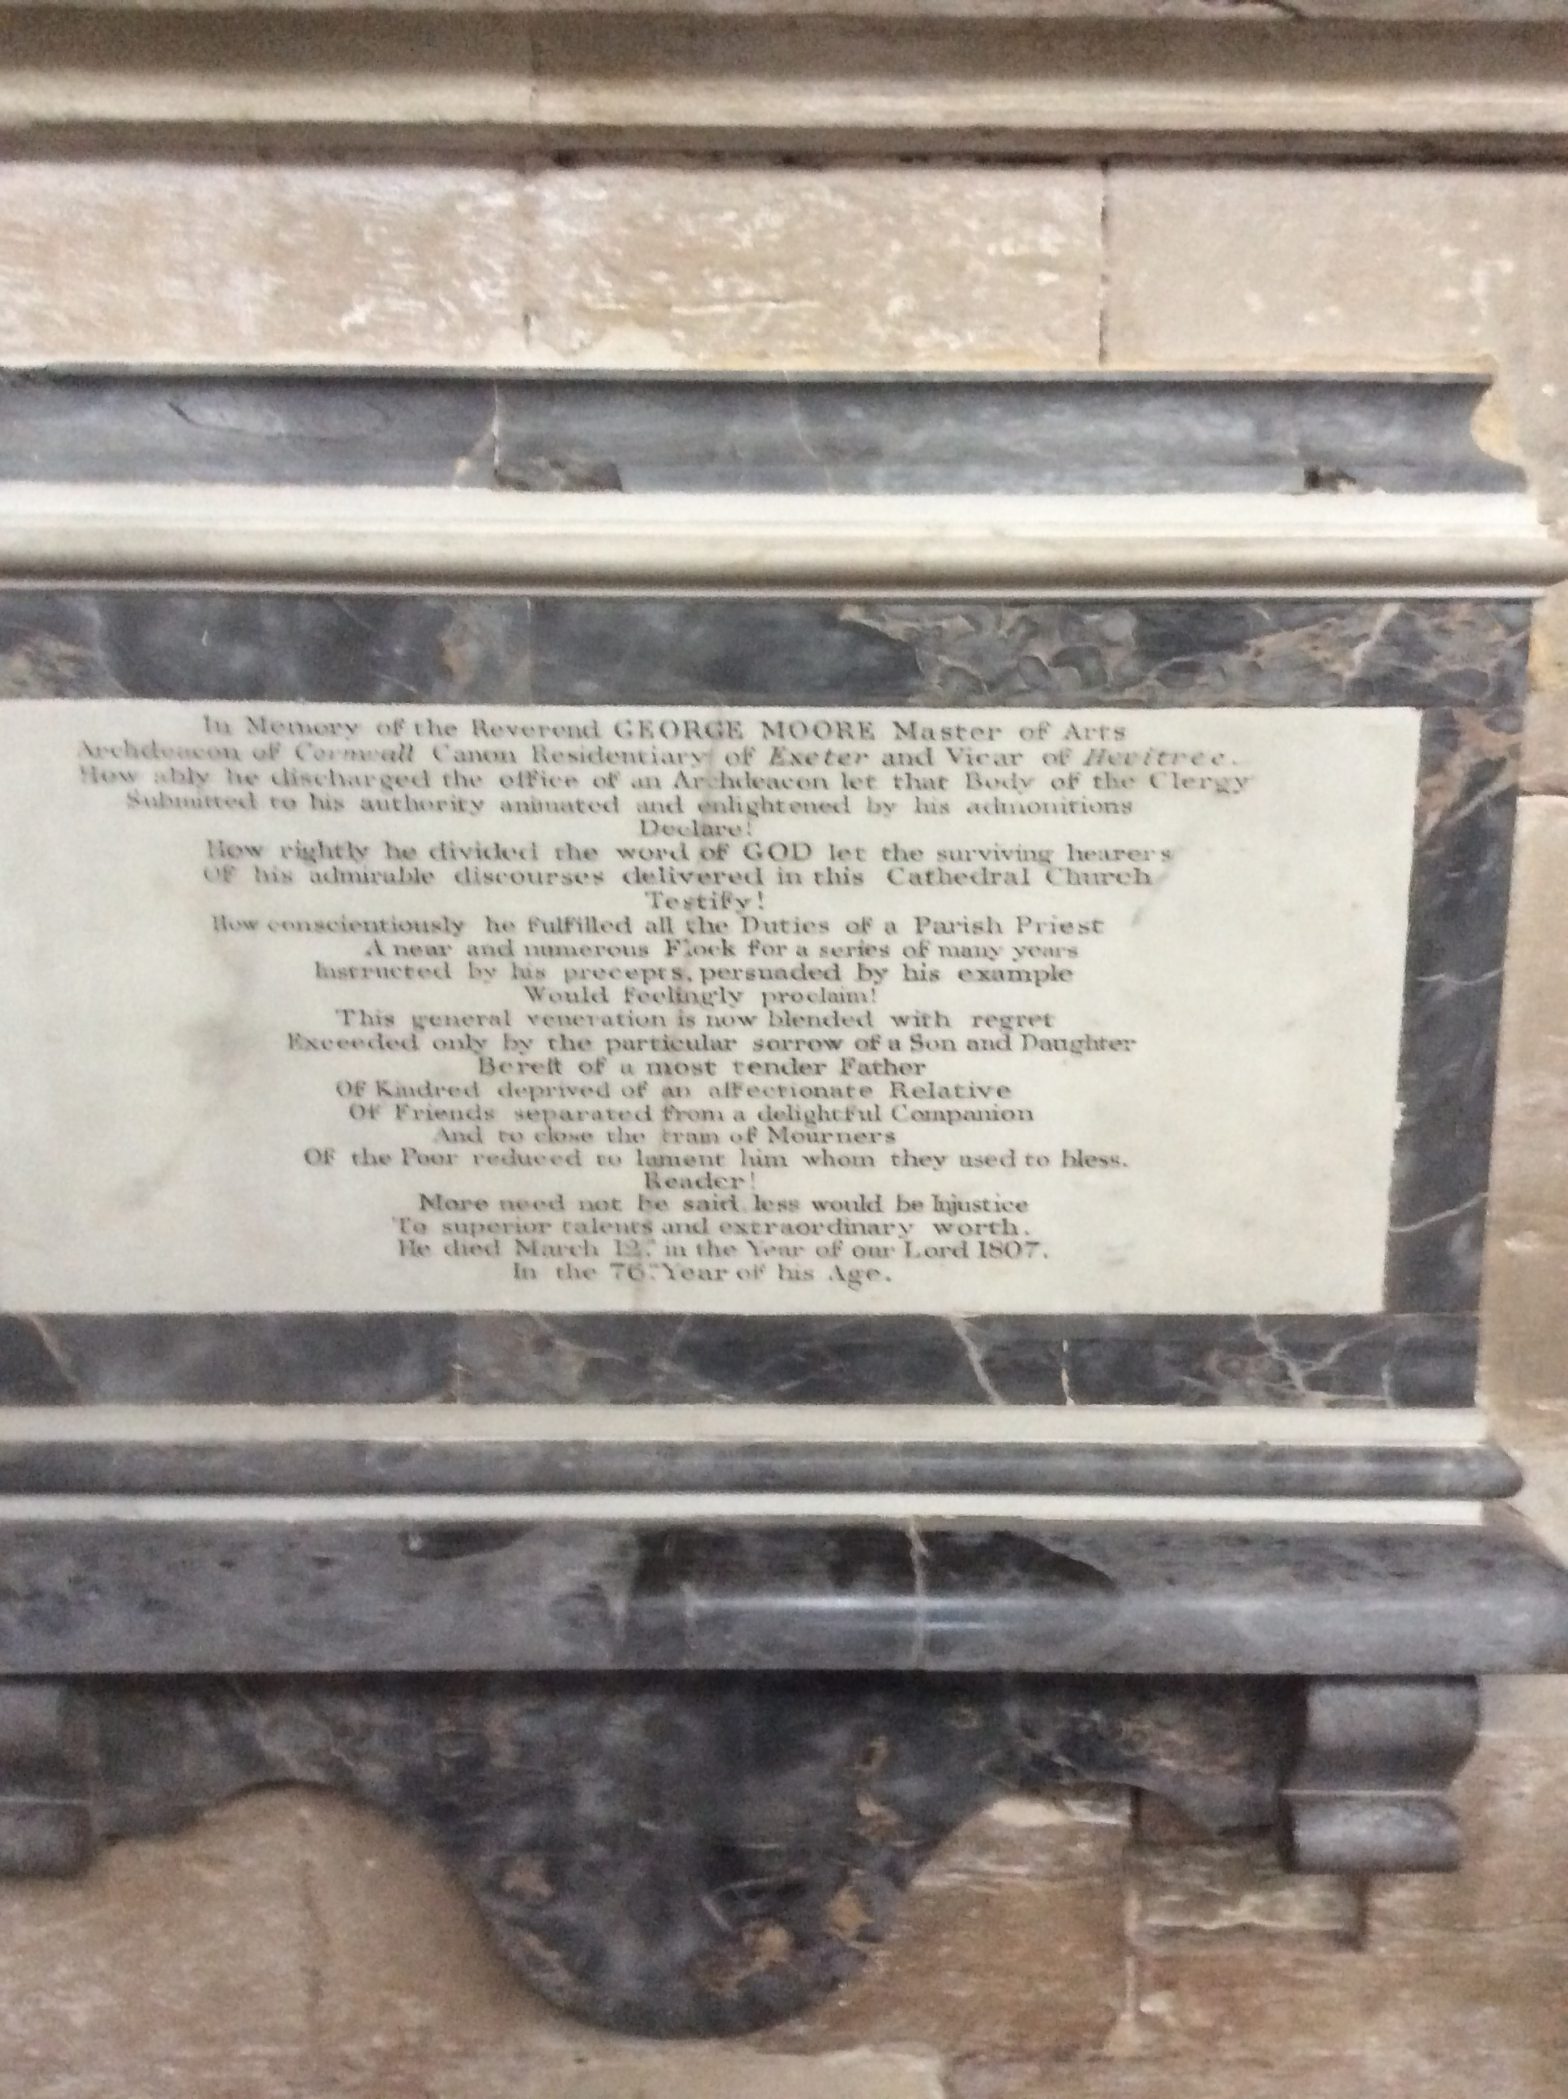 In Memory of the Reverend GEORGE MOORE Master of Arts
Archdeacon of Cornwall Canon Residentiary of Exeter and Vicar of Hevitree.
How ably he discharged the office of an Archdeacon let that Body of the Clergy
Submitted to his authority animated and enlightened by his admonitions
Declare!
How rightly he divided the word of GOD let the surviving hearers
Of his admirable discourses delivered in this Cathedral Church
Testify!
How conscientiously he fulfilled all the Duties of a Parish Priest
A near and numerous Flock for a series of many years
Instructed by his precepts, persuaded by his example
Would feelingly proclaim!
This general veneration is now blended with regret
Exceeded only by the particular sorrow of a Son and Daughter
Bereft of a most tender Father
Of Kindred deprived of an affectionate Relative
Of Friends separated from a delightful Companion
And to close the train of Mourners
Of the Poor reduced to lament him whom they used to bless.
Reader!
More need not be said, less would be Injustice
To superior talents and extraordinary worth.
He died March 12th in the Year of our Lord 1807.
In the 76th Year of his Age.